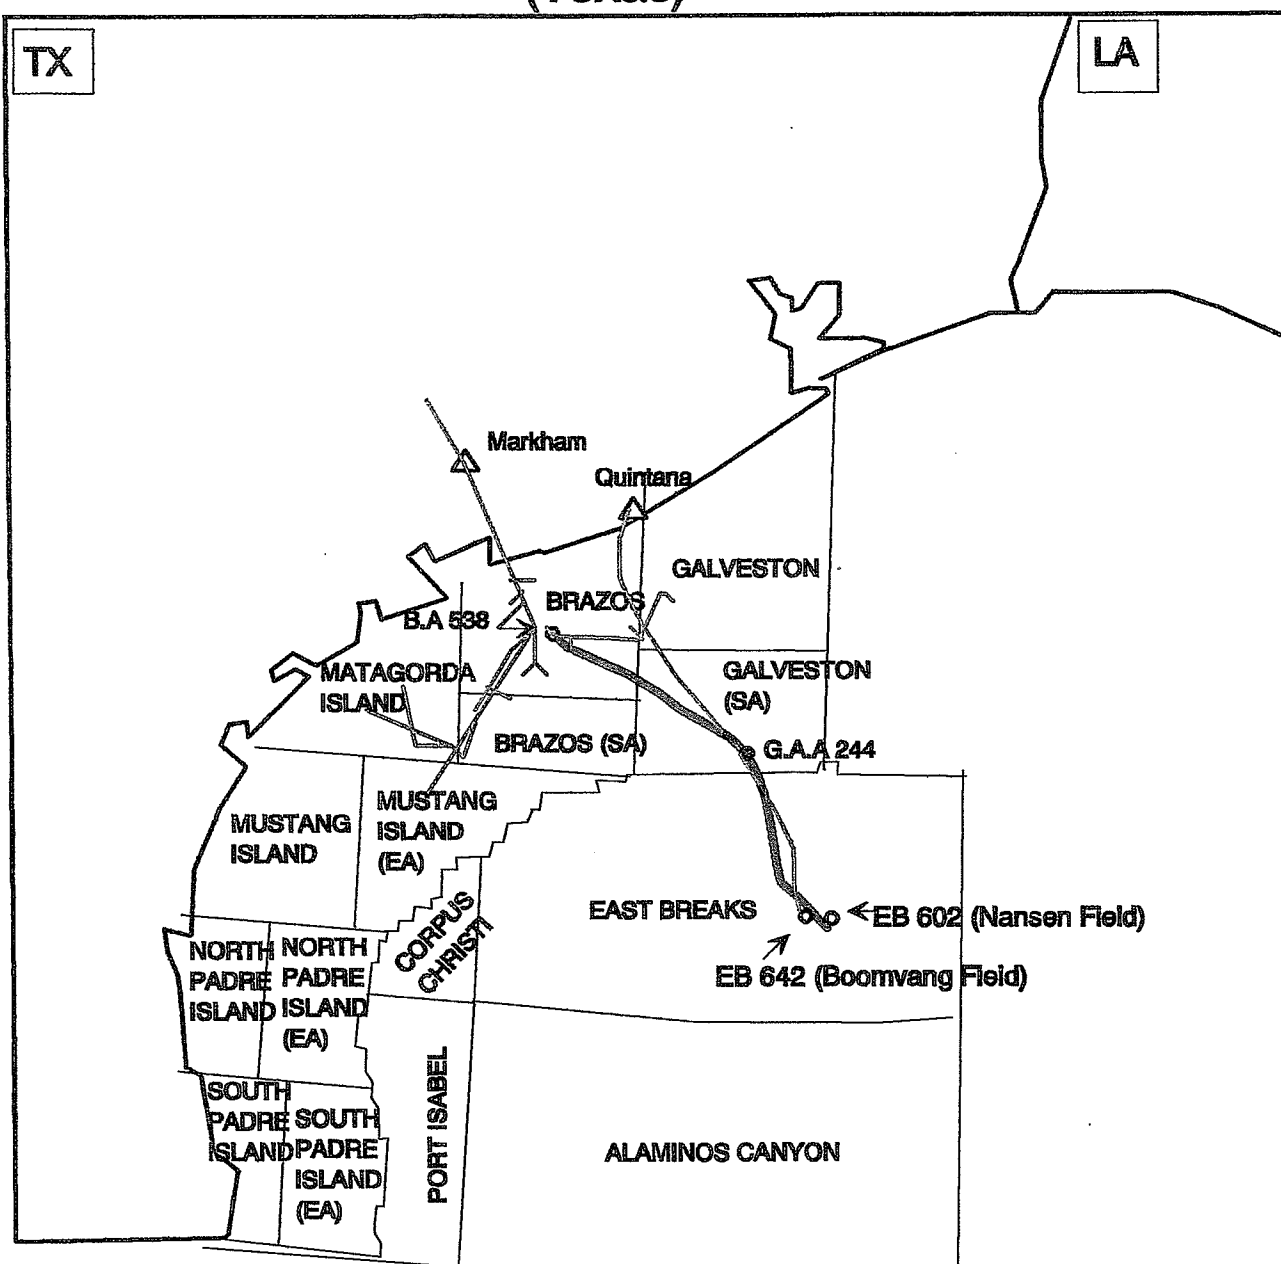 (Texas)
TX
LA
Markham
Quintana
GALVESTON
BRAZOS
B.A 538
MATAGORDA
ISLAND
GALVESTON
(SA)
BRAZOS (SA)
G.A.A 244
MUSTANG
ISLAND
(EA)
MUSTANG
ISLAND
CORPUS
CHRISTI
EAST BREAKS
EB 602 (Nansen Field)
EB 642 (Boomvang Field)
NORTH
PADRE
ISLAND
NORTH
PADRE
ISLAND
(EA)
SOUTH
PADRE
ISLAND
SOUTH
PADRE
ISLAND
(EA)
PORT ISABEL
ALAMINOS CANYON